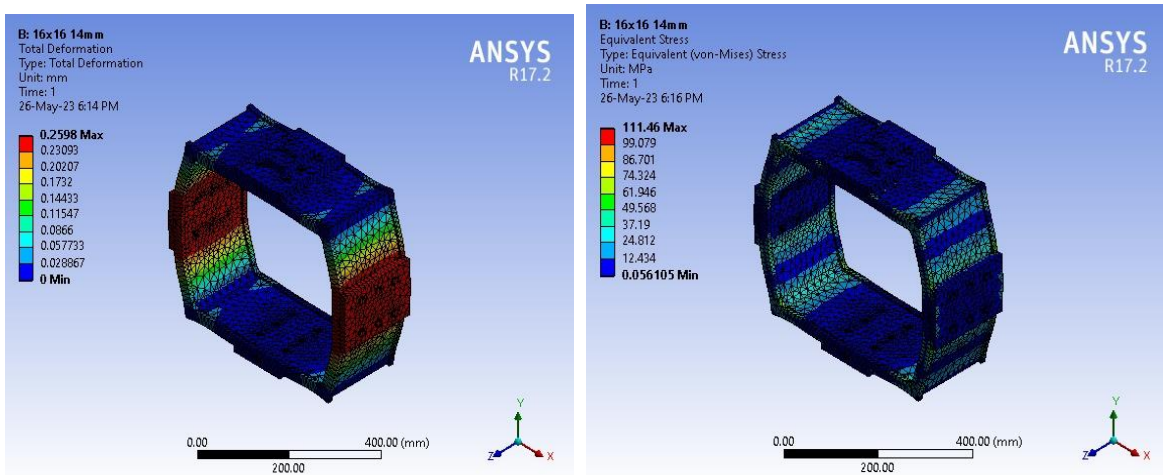 B: 16x16 14mm
Total Deformation
Type: Total Deformation
Unit: mm
Time: 1
26-May-23 6:14 PM
ANSYS
R17.2
0.2598 Max
0.23093
0.20207
0.1732
0.14433
0.11547
0.0866
0.057733
0.028867
0 Min
0.00
400.00 (mm)
200.00
Y
Z
X
B: 16x16 14mm
Equivalent Stress
Type: Equivalent (von-Mises) Stress
Unit: MPa
Time: 1
26-May-23 6:16 PM
ANSYS
R17.2
111.46 Max
99.079
86.701
74.324
61.946
49.568
37.19
24.812
12.434
0.056105 Min
0.00
400.00 (mm)
200.00
Y
Z
X